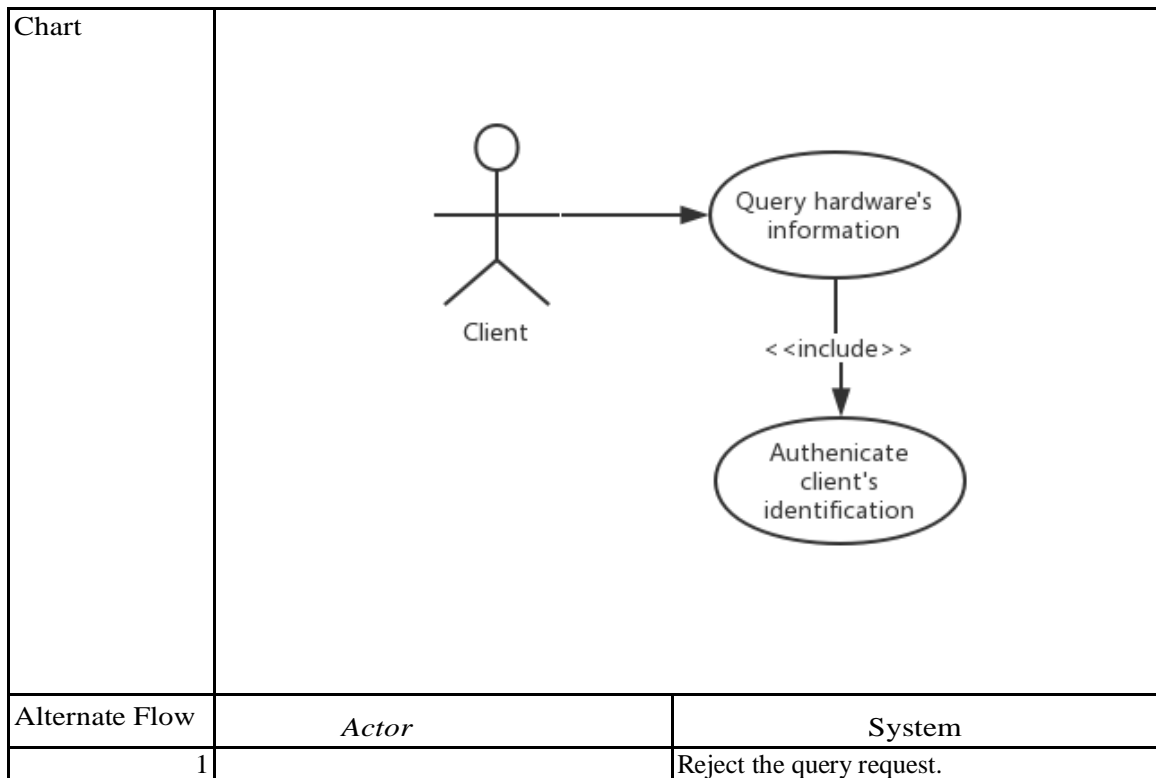 Chart
Query hardware's
information
Client
<<include>>
Authenicate
client's
identification
Alternate Flow
Actor
System
1
Reject the query request.